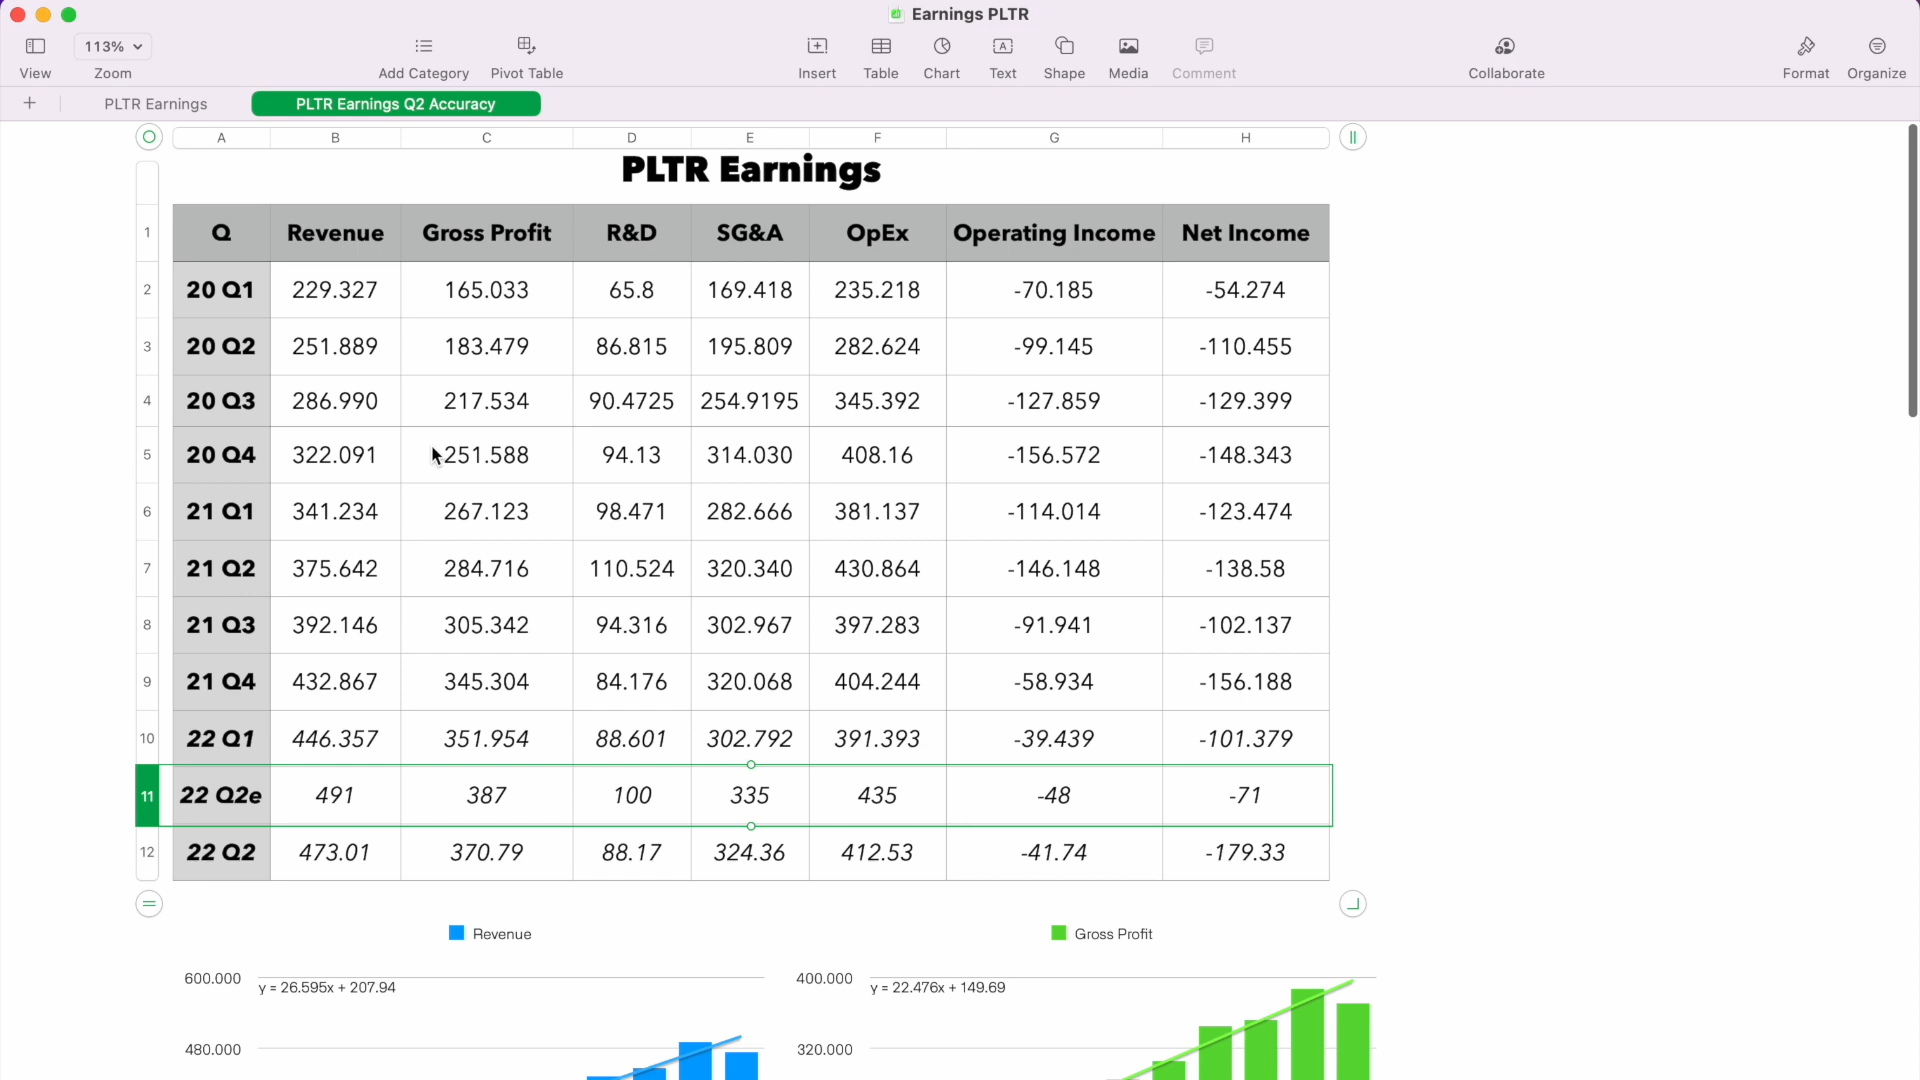 Earnings PLTR
113%
View
Zoom
Add Category
Pivot Table
Insert
Table
Chart
Text
Shape
Media
Comment
Collaborate
Format
Organize
PLTR Earnings
PLTR Earnings Q2 Accuracy
A B C D E F G H
PLTR Earnings
1 Q Revenue Gross Profit R&D SG&A OpEx Operating Income Net Income
2 20 Q1 229.327 165.033 65.8 169.418 235.218 -70.185 -54.274
3 20 Q2 251.889 183.479 86.815 195.809 282.624 -99.145 -110.455
4 20 Q3 286.990 217.534 90.4725 254.9195 345.392 -127.859 -129.399
5 20 Q4 322.091 251.588 94.13 314.030 408.16 -156.572 -148.343
6 21 Q1 341.234 267.123 98.471 282.666 381.137 -114.014 -123.474
7 21 Q2 375.642 284.716 110.524 320.340 430.864 -146.148 -138.58
8 21 Q3 392.146 305.342 94.316 302.967 397.283 -91.941 -102.137
9 21 Q4 432.867 345.304 84.176 320.068 404.244 -58.934 -156.188
10 22 Q1 446.357 351.954 88.601 302.792 391.393 -39.439 -101.379
11 22 Q2e 491 387 100 335 435 -48 -71
12 22 Q2 473.01 370.79 88.17 324.36 412.53 -41.74 -179.33
Revenue
600.000
y = 26.595x + 207.94
480.000
Gross Profit
400.000
y = 22.476x + 149.69
320.000